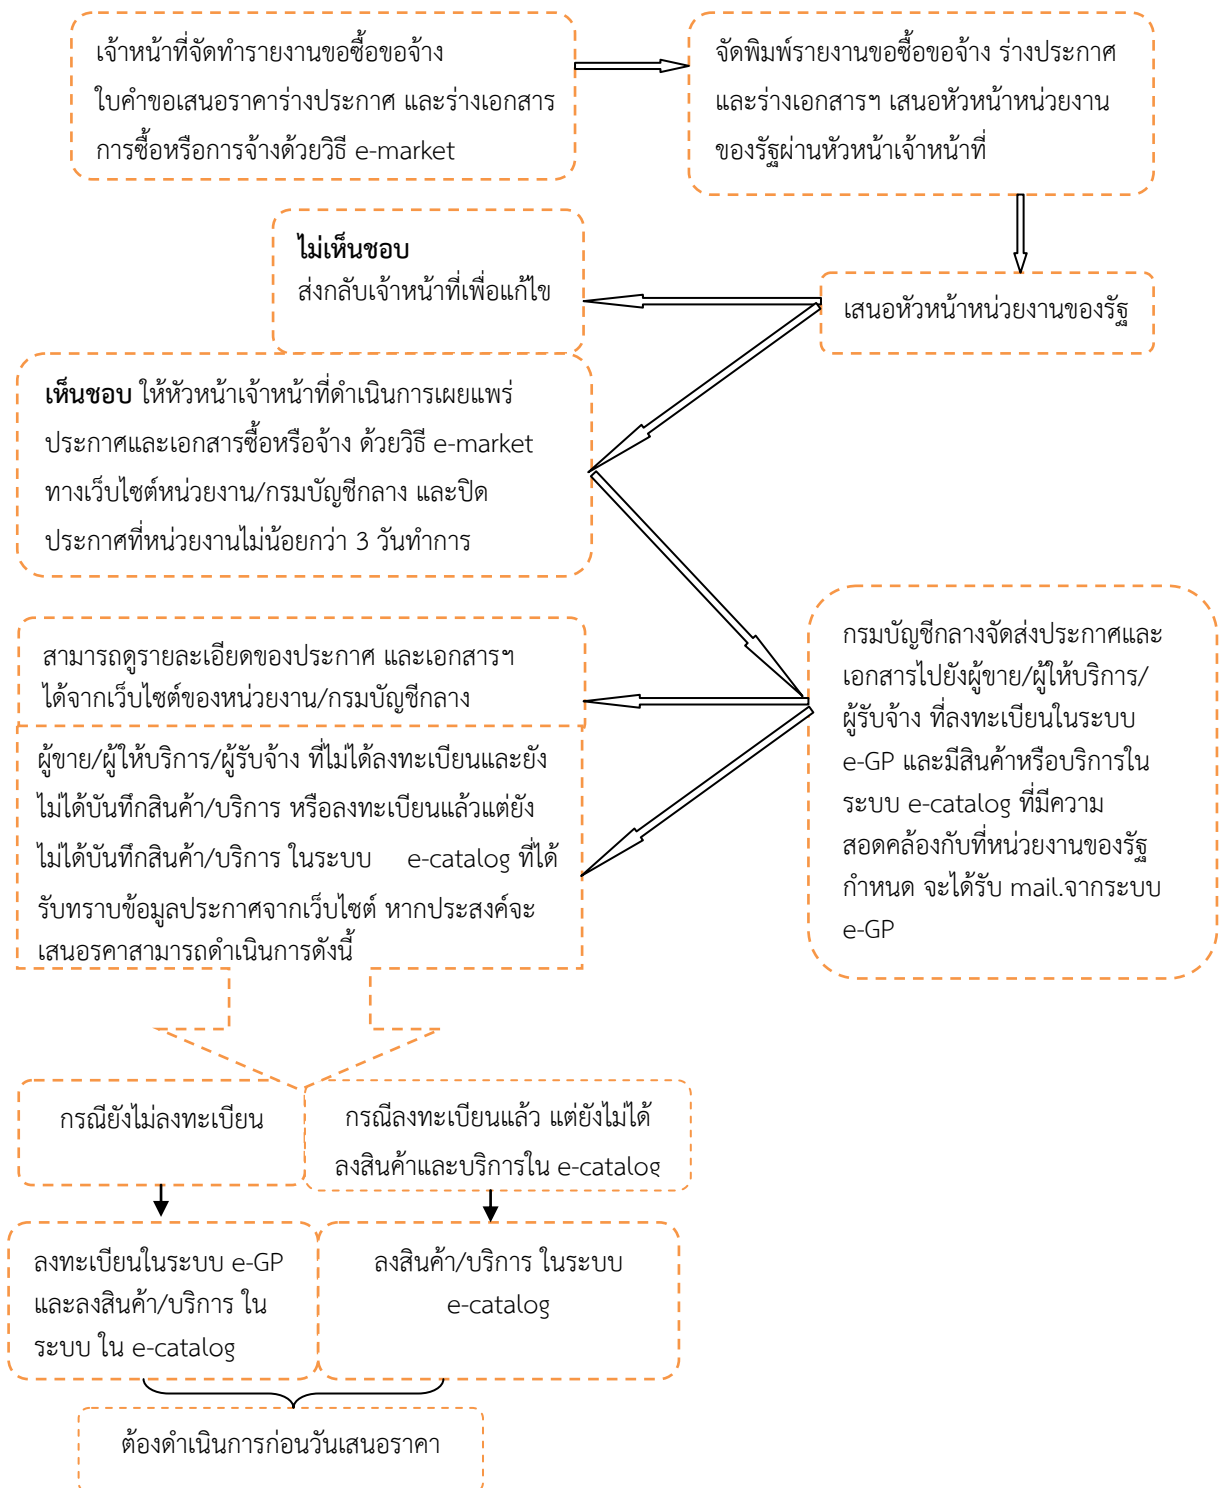 เจ้าหน้าที่จัดทำรายงานขอซื้อขอจ้าง
ใบคำขอเสนอราคาร่างประกาศ และร่างเอกสาร
การซื้อหรือการจ้างด้วยวิธี e-market
จัดพิมพ์รายงานขอซื้อขอจ้าง ร่างประกาศ
และร่างเอกสารฯ เสนอหัวหน้าหน่วยงาน
ของรัฐผ่านหัวหน้าเจ้าหน้าที่
ไม่เห็นชอบ
ส่งกลับเจ้าหน้าที่เพื่อแก้ไข
เสนอหัวหน้าหน่วยงานของรัฐ
เห็นชอบ ให้หัวหน้าเจ้าหน้าที่ดำเนินการเผยแพร่
ประกาศและเอกสารซื้อหรือจ้าง ด้วยวิธี e-market
ทางเว็บไซต์หน่วยงาน/กรมบัญชีกลาง และปิด
ประกาศที่หน่วยงานไม่น้อยกว่า 3 วันทำการ
กรมบัญชีกลางจัดส่งประกาศและ
เอกสารไปยังผู้ขาย/ผู้ให้บริการ/
ผู้รับจ้าง ที่ลงทะเบียนในระบบ
e-GP และมีสินค้าหรือบริการใน
ระบบ e-catalog ที่มีความ
สอดคล้องกับที่หน่วยงานของรัฐ
กำหนด จะได้รับ mail.จากระบบ
e-GP
สามารถดูรายละเอียดของประกาศ และเอกสารฯ
ได้จากเว็บไซต์ของหน่วยงาน/กรมบัญชีกลาง
ผู้ขาย/ผู้ให้บริการ/ผู้รับจ้าง ที่ไม่ได้ลงทะเบียนและยัง
ไม่ได้บันทึกสินค้า/บริการ หรือลงทะเบียนแล้วแต่ยัง
ไม่ได้บันทึกสินค้า/บริการ ในระบบ e-catalog ที่ได้
รับทราบข้อมูลประกาศจากเว็บไซต์ หากประสงค์จะ
เสนอรคาสามารถดำเนินการดังนี้
กรณียังไม่ลงทะเบียน
กรณีลงทะเบียนแล้ว แต่ยังไม่ได้
ลงสินค้าและบริการใน e-catalog
ลงทะเบียนในระบบ e-GP
และลงสินค้า/บริการ ใน
ระบบ ใน e-catalog
ลงสินค้า/บริการ ในระบบ
e-catalog
ต้องดำเนินการก่อนวันเสนอราคา